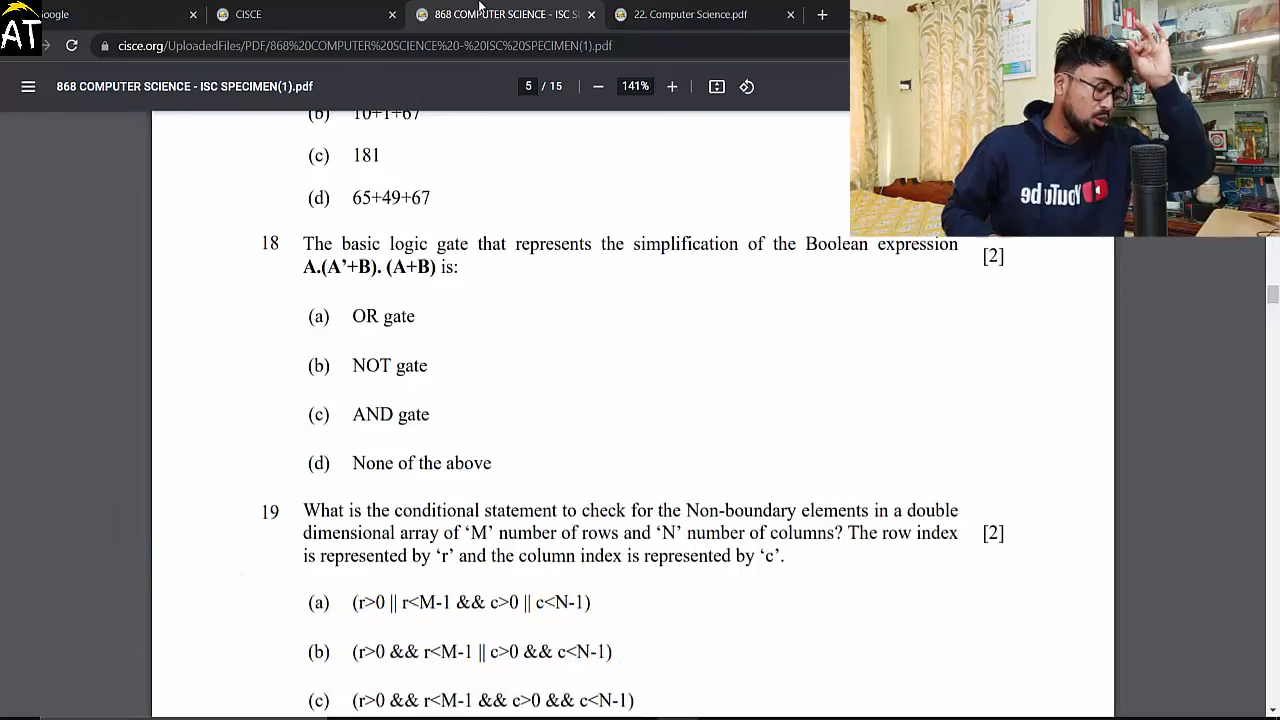 AT
oogle
CISCE
868 COMPUTER SCIENCE - ISC S
22. Computer Science.pdf
cisce.org/UploadedFiles/PDF/868%20COMPUTER%20SCIENCE%20-%20ISC%20SPECIMEN(1).pdf
868 COMPUTER SCIENCE - ISC SPECIMEN(1).pdf
5 / 15
141%
YouTube
(b) 10+1+67
(c) 181
(d) 65+49+67
18 The basic logic gate that represents the simplification of the Boolean expression [2]
A.(A’+B). (A+B) is:
(a) OR gate
(b) NOT gate
(c) AND gate
(d) None of the above
19 What is the conditional statement to check for the Non-boundary elements in a double
dimensional array of ‘M’ number of rows and ‘N’ number of columns? The row index [2]
is represented by ‘r’ and the column index is represented by ‘c’.
(a) (r>0 || r<M-1 && c>0 || c<N-1)
(b) (r>0 && r<M-1 || c>0 && c<N-1)
(c) (r>0 && r<M-1 && c>0 && c<N-1)